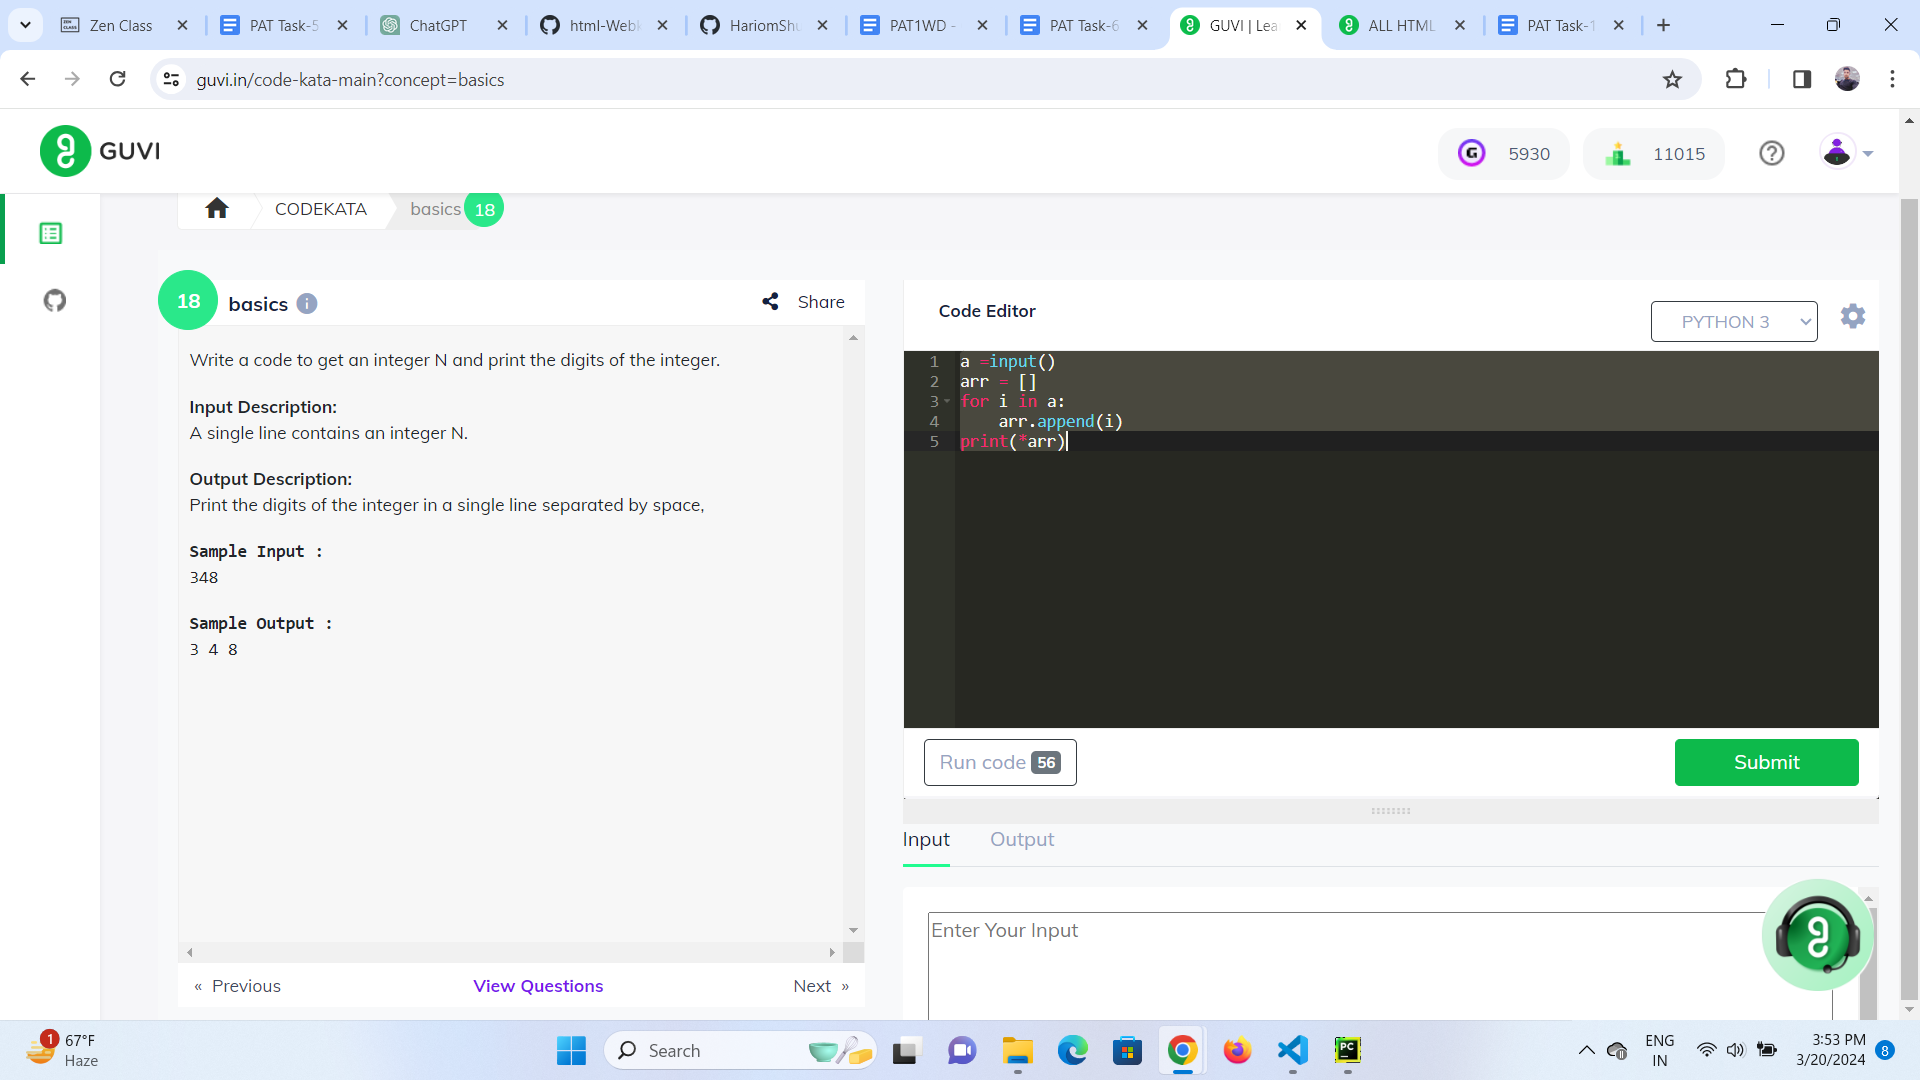 Zen Class
PAT Task-5
ChatGPT
html-Webk
HariomShu
PAT1WD -
PAT Task-6
GUVI | Lea
ALL HTML
PAT Task-1
guvi.in/code-kata-main?concept=basics
GUVI
5930
11015
CODEKATA
basics 18
18
basics
Share
Write a code to get an integer N and print the digits of the integer.
Input Description:
A single line contains an integer N.
Output Description:
Print the digits of the integer in a single line separated by space,
Sample Input :
348
Sample Output :
3 4 8
« Previous
View Questions
Next »
Code Editor
PYTHON 3
1 a =input()
2 arr = []
3 for i in a:
4     arr.append(i)
5 print(*arr)
Run code 56
Submit
Input
Output
Enter Your Input
1
67°F
Haze
Search
PC
ENG
IN
3:53 PM
3/20/2024
8